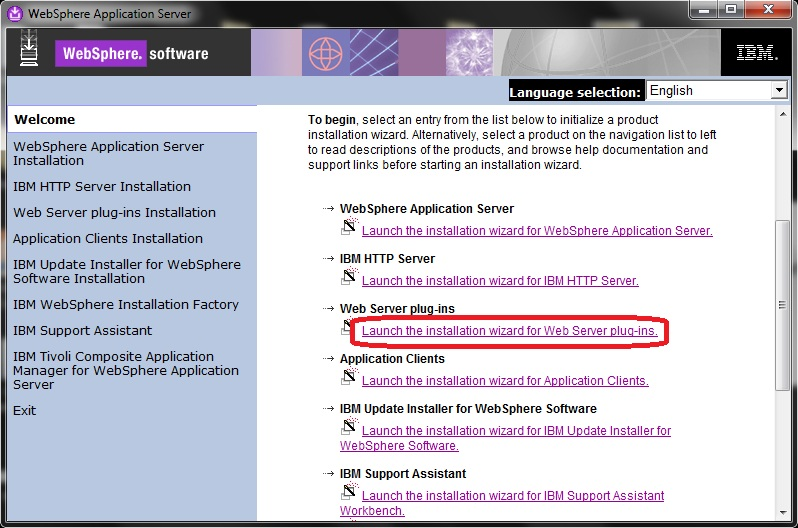 WebSphere Application Server
WebSphere. software
IBM.
Language selection: English
Welcome
WebSphere Application Server
Installation
IBM HTTP Server Installation
Web Server plug-ins Installation
Application Clients Installation
IBM Update Installer for WebSphere
Software Installation
IBM WebSphere Installation Factory
IBM Support Assistant
IBM Tivoli Composite Application
Manager for WebSphere Application
Server
Exit
To begin, select an entry from the list below to initialize a product
installation wizard. Alternatively, select a product on the navigation list to left
to read descriptions of the products, and browse help documentation and
support links before starting an installation wizard.
WebSphere Application Server
Launch the installation wizard for WebSphere Application Server.
IBM HTTP Server
Launch the installation wizard for IBM HTTP Server.
Web Server plug-ins
Launch the installation wizard for Web Server plug-ins.
Application Clients
Launch the installation wizard for Application Clients.
IBM Update Installer for WebSphere Software
Launch the installation wizard for IBM Update Installer for
WebSphere Software.
IBM Support Assistant
Launch the installation wizard for IBM Support Assistant
Workbench.